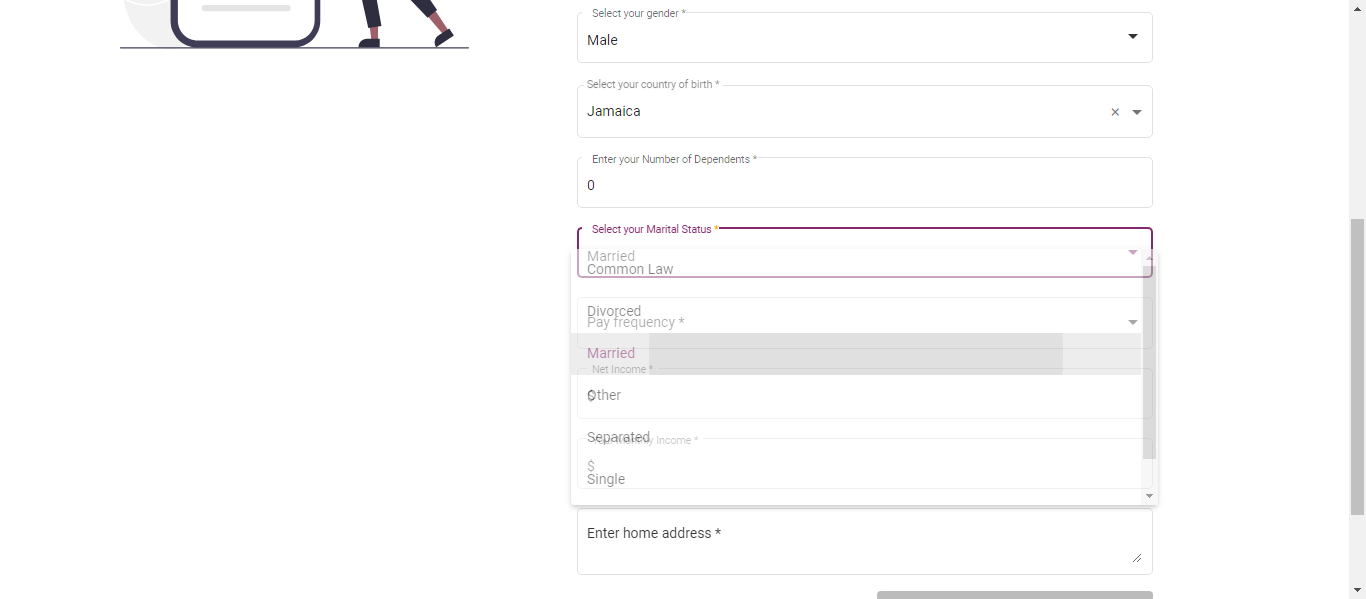 Select your gender *
Male
Select your country of birth *
Jamaica
Enter your Number of Dependents *
0
Select your Marital Status *
Married
Common Law
Divorced
Pay frequency *
Married
Net Income *
$
Other
Separated
Monthly Income *
$
Single
Enter home address *